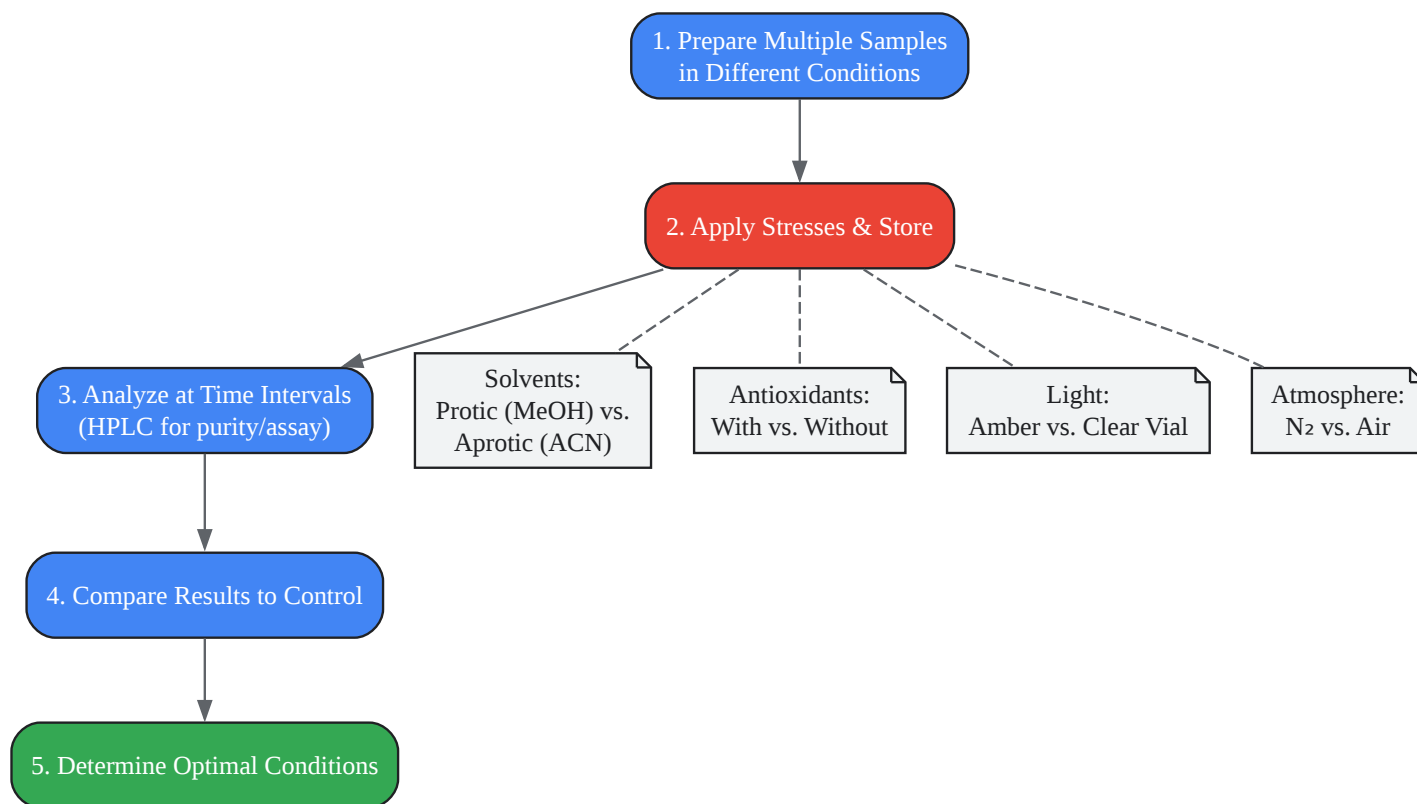 1. Prepare Multiple Samples
in Different Conditions
2. Apply Stresses & Store
3. Analyze at Time Intervals
(HPLC for purity/assay)
Solvents:
Protic (MeOH) vs.
Aprotic (ACN)
Antioxidants:
With vs. Without
Light:
Amber vs. Clear Vial
Atmosphere:
N₂ vs. Air
4. Compare Results to Control
5. Determine Optimal Conditions